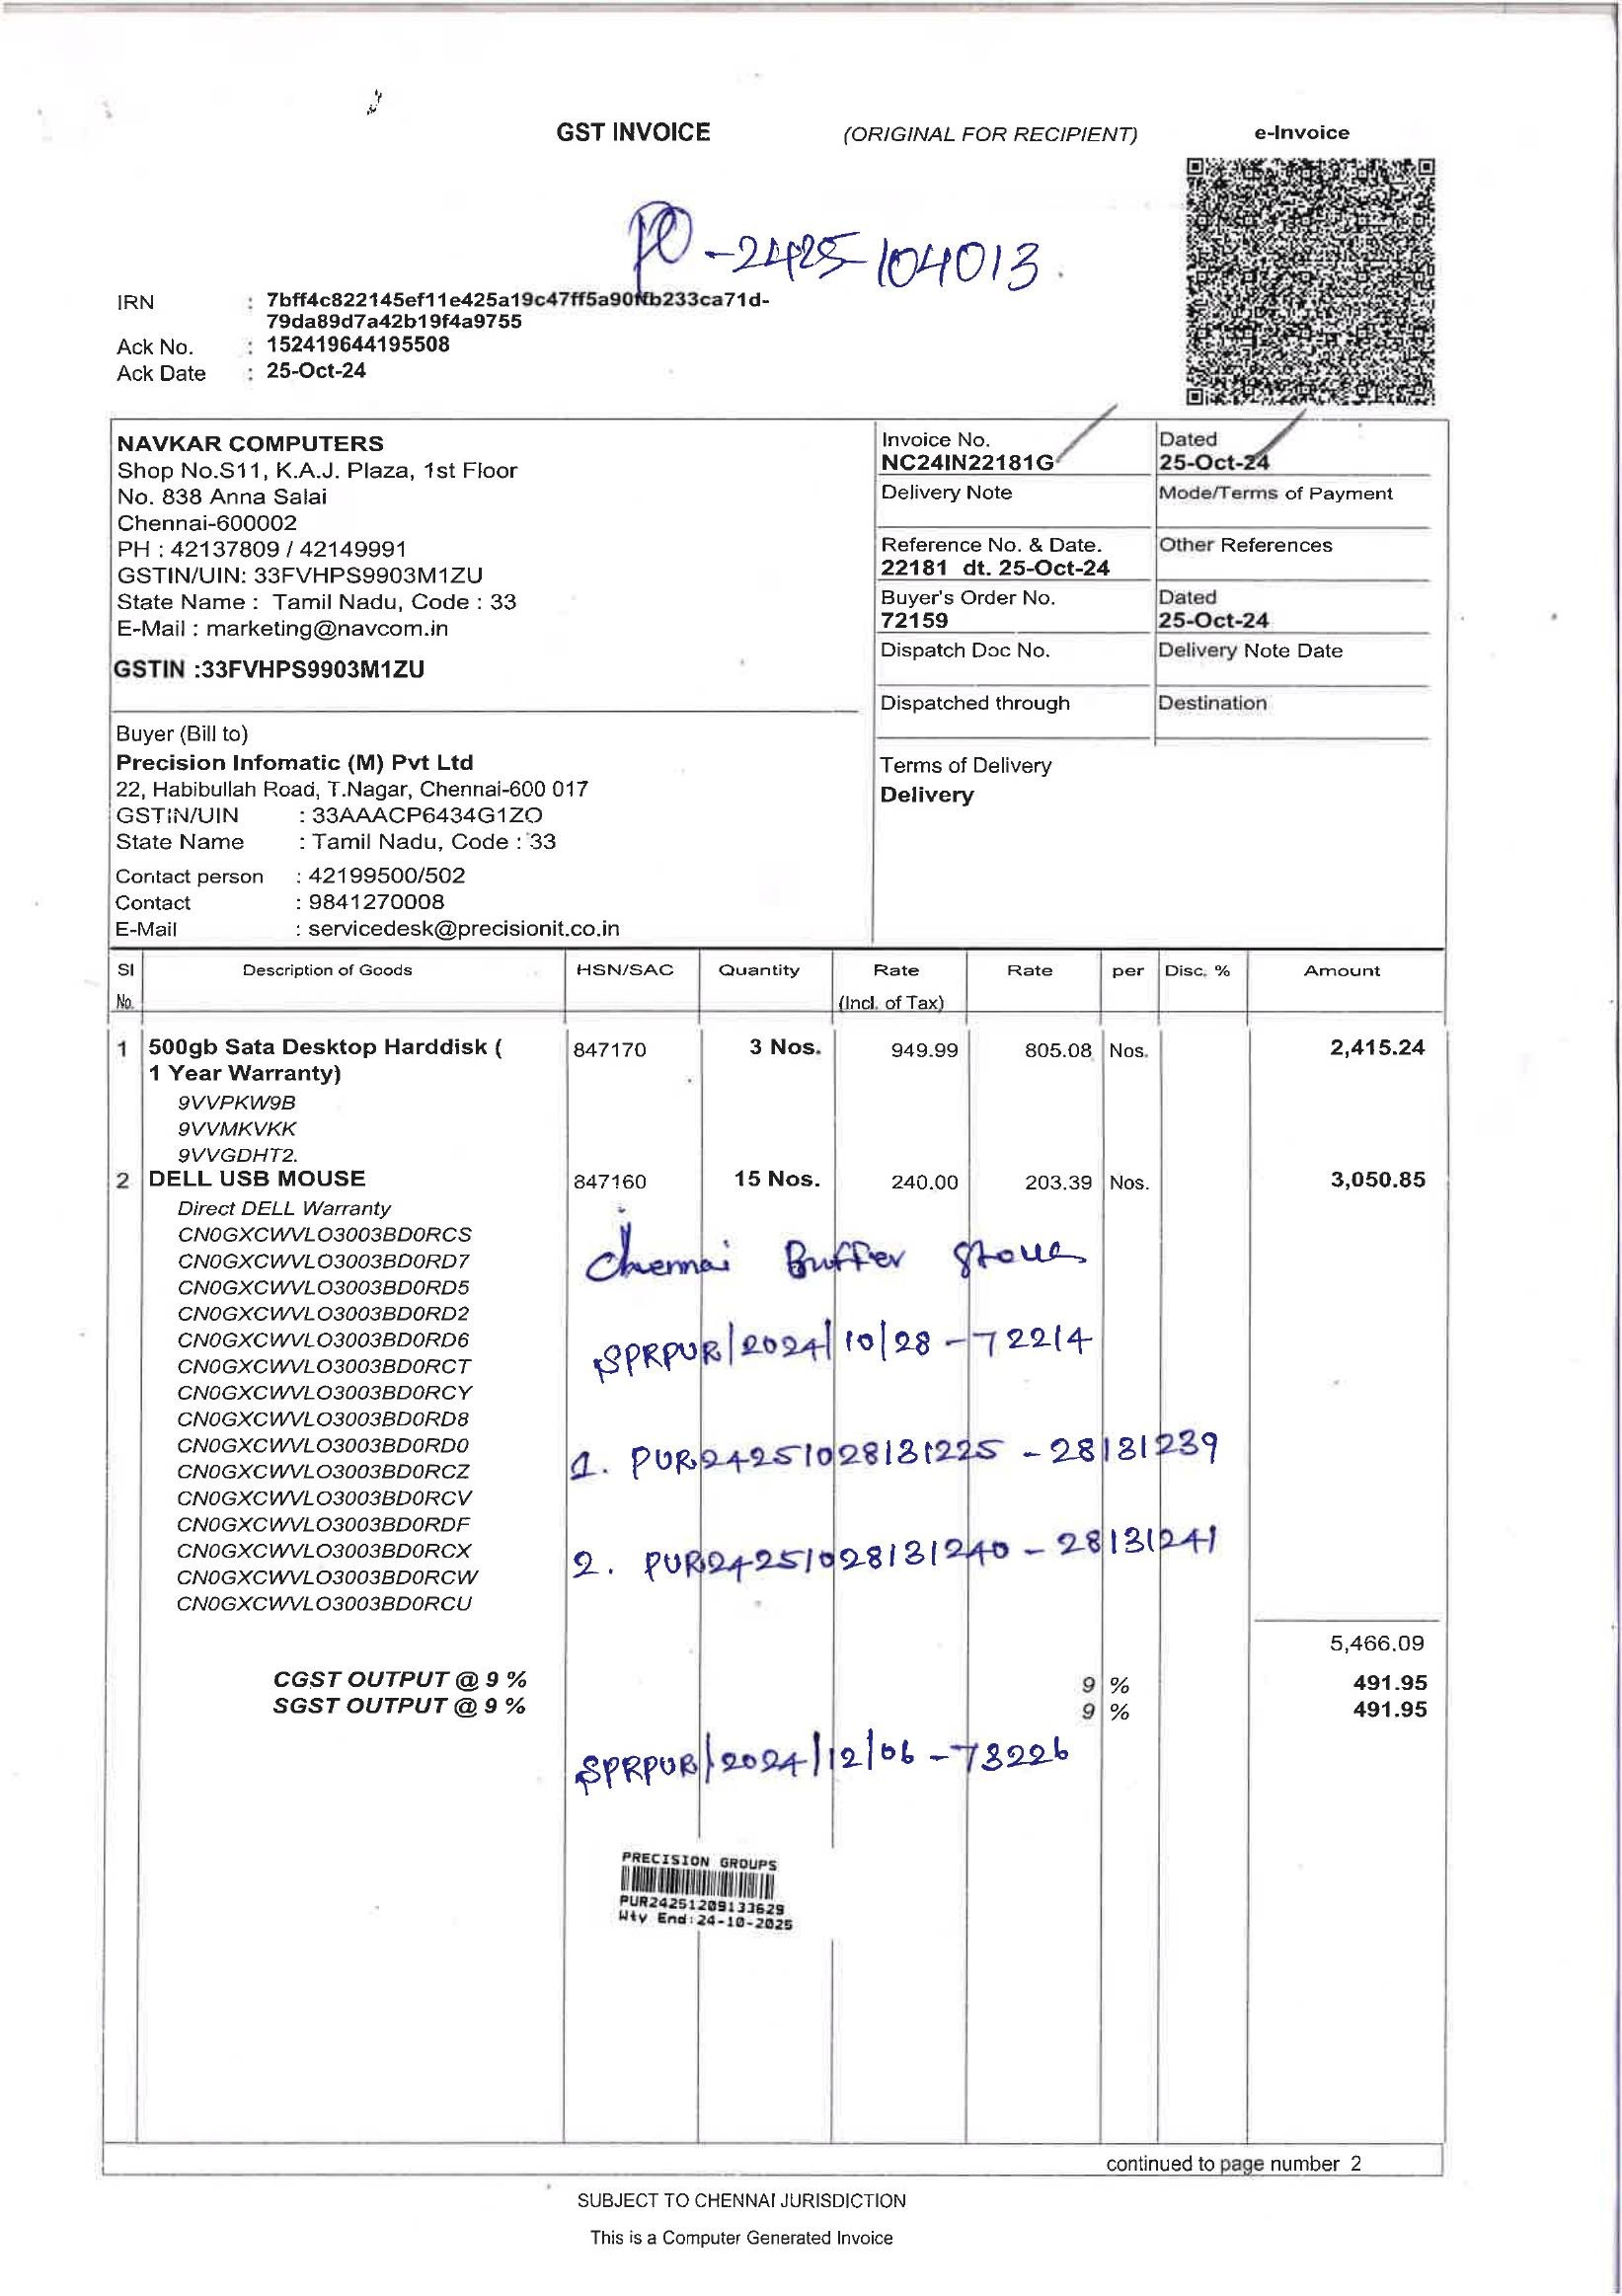 GST INVOICE (ORIGINAL FOR RECIPIENT) e-Invoice
PO-2425-104013
IRN : 7bff4c822145ef11e425a19c47ff5a90ffb233ca71d-
79da89d7a42b19f4a9755
Ack No. : 152419644195508
Ack Date : 25-Oct-24
NAVKAR COMPUTERS
Shop No.S11, K.A.J. Plaza, 1st Floor
No. 838 Anna Salai
Chennai-600002
PH : 42137809 / 42149991
GSTIN/UIN: 33FVHPS9903M1ZU
State Name : Tamil Nadu, Code : 33
E-Mail : marketing@navcom.in
GSTIN :33FVHPS9903M1ZU
Invoice No. Dated
NC24IN22181G 25-Oct-24
Delivery Note Mode/Terms of Payment
Reference No. & Date. Other References
22181 dt. 25-Oct-24
Buyer's Order No. Dated
72159 25-Oct-24
Dispatch Doc No. Delivery Note Date
Dispatched through Destination
Terms of Delivery
Delivery
Buyer (Bill to)
Precision Infomatic (M) Pvt Ltd
22, Habibullah Road, T.Nagar, Chennai-600 017
GSTIN/UIN : 33AAACP6434G1ZO
State Name : Tamil Nadu, Code : 33
Contact person : 42199500/502
Contact : 9841270008
E-Mail : servicedesk@precisionit.co.in
Sl Description of Goods HSN/SAC Quantity Rate Rate per Disc. % Amount
No. (Incl. of Tax)
1 500gb Sata Desktop Harddisk ( 847170 3 Nos. 949.99 805.08 Nos. 2,415.24
1 Year Warranty)
9VVPKW9B
9VVMKVKK
9VVGDHT2.
2 DELL USB MOUSE 847160 15 Nos. 240.00 203.39 Nos. 3,050.85
Direct DELL Warranty
CN0GXCWVLO3003BD0RCS
CN0GXCWVLO3003BD0RD7
CN0GXCWVLO3003BD0RD5
CN0GXCWVLO3003BD0RD2
CN0GXCWVLO3003BD0RD6
CN0GXCWVLO3003BD0RCT
CN0GXCWVLO3003BD0RCY
CN0GXCWVLO3003BD0RD8
CN0GXCWVLO3003BD0RD0
CN0GXCWVLO3003BD0RCZ
CN0GXCWVLO3003BD0RCV
CN0GXCWVLO3003BD0RDF
CN0GXCWVLO3003BD0RCX
CN0GXCWVLO3003BD0RCW
CN0GXCWVLO3003BD0RCU
Chennai Buffer
SPRPUR/2024/10/28-72214
1. PUR24251028131225 - 28131239
2. PUR24251028131240 - 28131241
5,466.09
CGST OUTPUT @ 9 % 9 % 491.95
SGST OUTPUT @ 9 % 9 % 491.95
SPRPUR/2024/12/06-73226
PRECISION GROUPS
PUR24251209133629
Wty End:24-10-2025
continued to page number 2
SUBJECT TO CHENNAI JURISDICTION
This is a Computer Generated Invoice